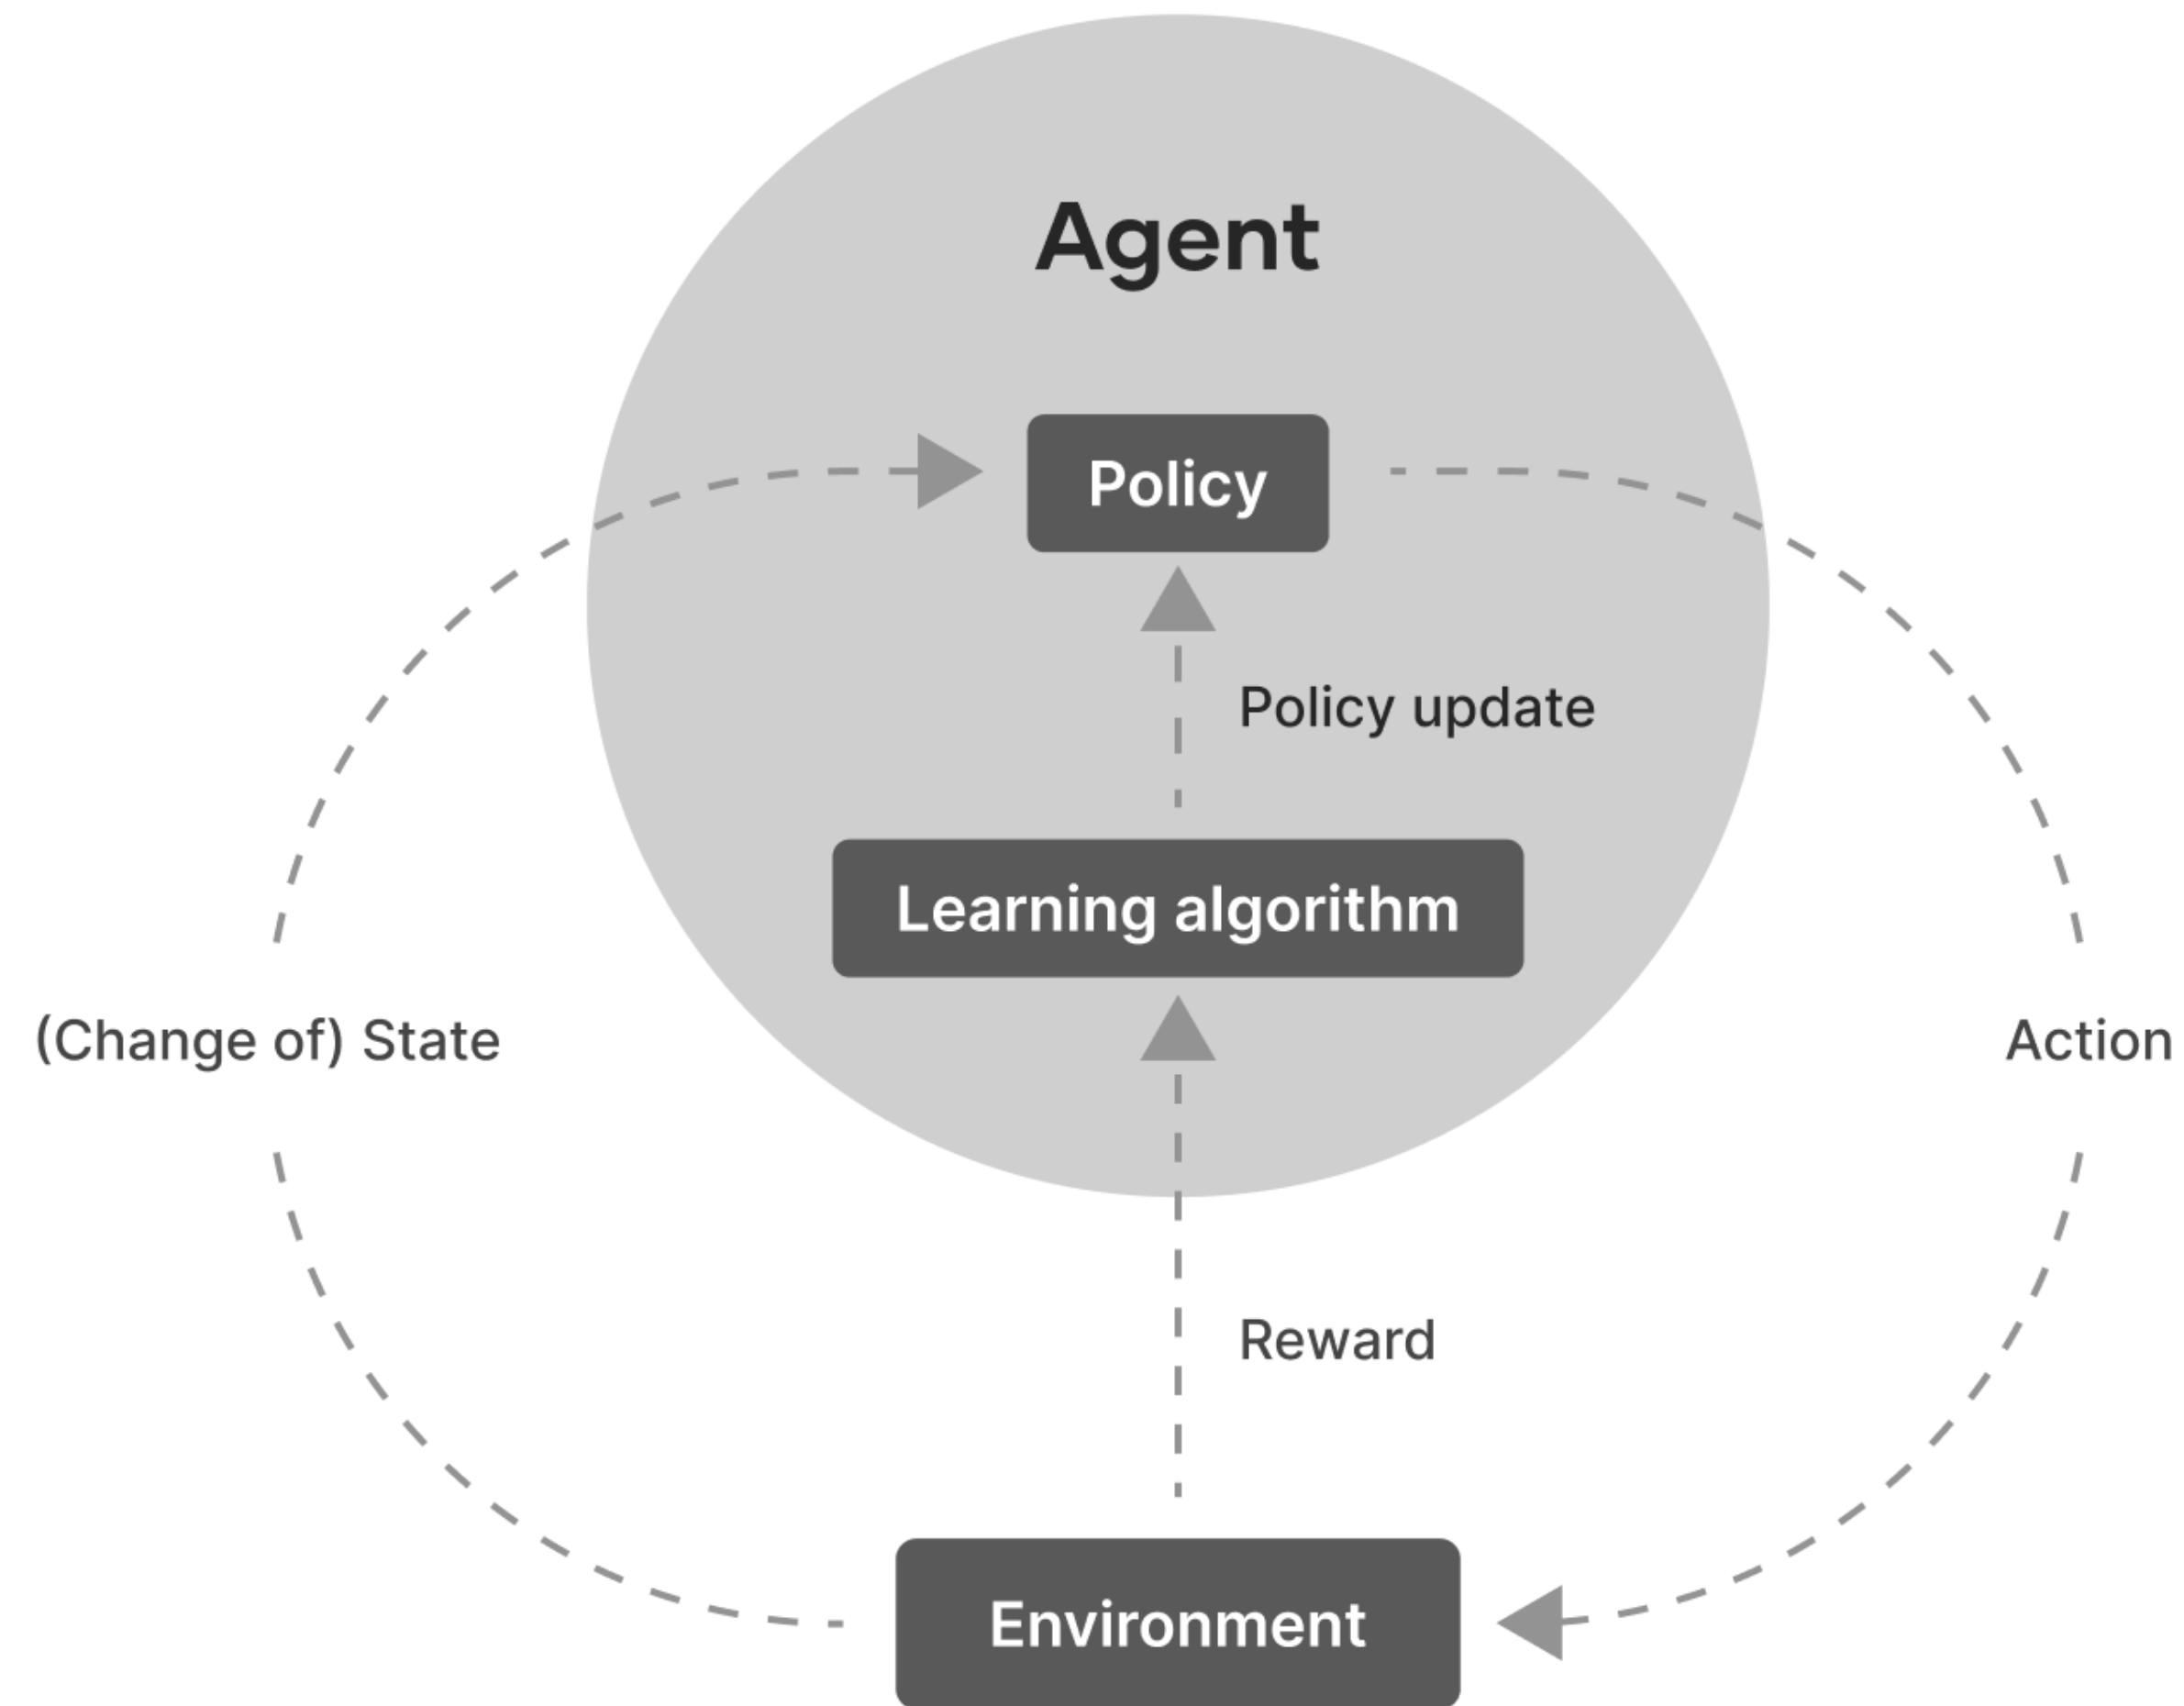 Agent
Policy
Policy update
Learning algorithm
(Change of) State
Action
Reward
Environment